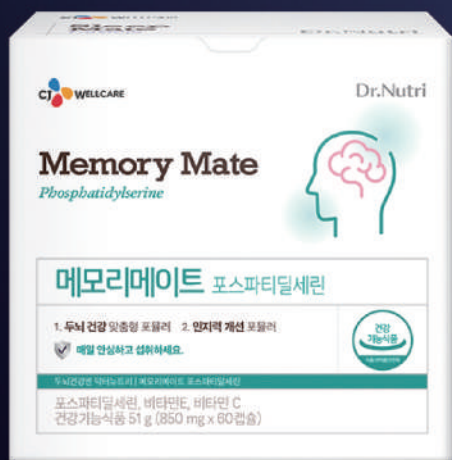 Sleep
Mate
Dr.Nutri
CJ WELLCARE
Dr.Nutri
Memory Mate
Phosphatidylserine
메모리메이트 포스파티딜세린
1. 두뇌 건강 맞춤형 포뮬러 2. 인지력 개선 포뮬러
매일 안심하고 섭취하세요.
건강
기능식품
두뇌건강엔 닥터뉴트리 | 메모리메이트 포스파티딜세린
포스파티딜세린, 비타민E, 비타민 C
건강기능식품 51 g (850 mg × 60캡슐)